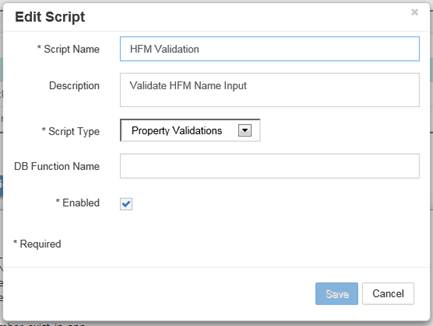 Edit Script
×
* Script Name
HFM Validation
Description
Validate HFM Name Input
* Script Type
Property Validations
DB Function Name
* Enabled
* Required
Save
Cancel